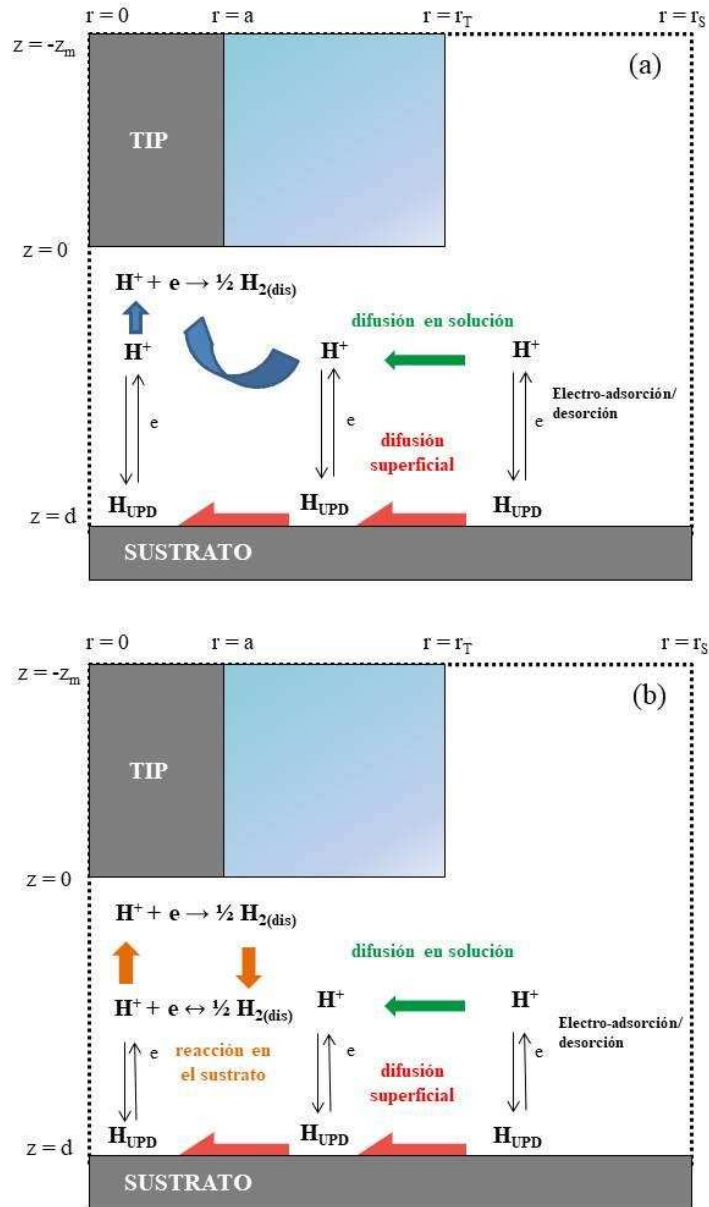 r = 0 r = a r = r_T r = r_S
z = -z_m
(a)
TIP
z = 0
H⁺ + e → ½ H₂(dis)
difusión en solución
H⁺ H⁺ H⁺
Electro-adsorción/
desorción
e e e
difusión
superficial
H_UPD H_UPD H_UPD
z = d
SUSTRATO
r = 0 r = a r = r_T r = r_S
z = -z_m
(b)
TIP
z = 0
H⁺ + e → ½ H₂(dis)
difusión en solución
H⁺ + e ↔ ½ H₂(dis) H⁺ H⁺
Electro-adsorción/
desorción
e reacción en e e
el sustrato
difusión
superficial
H_UPD H_UPD H_UPD
z = d
SUSTRATO